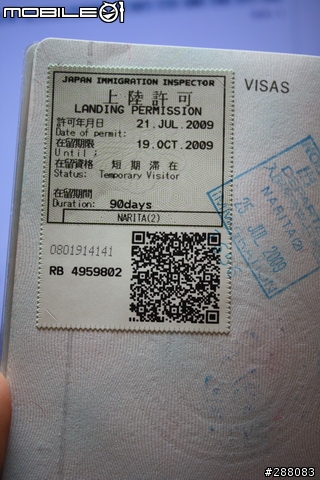 MOBILE01
JAPAN IMMIGRATION INSPECTOR
上陸許可
LANDING PERMISSION
許可年月日 21.JUL.2009
Date of permit:
在留期限 19.OCT.2009
Until :
在留資格 短期滞在
Status: Temporary Visitor
在留期間
Duration: 90days
NARITA(2)
0801914141
RB 4959802
VISAS
NARITA
JUL. 2009
#288083